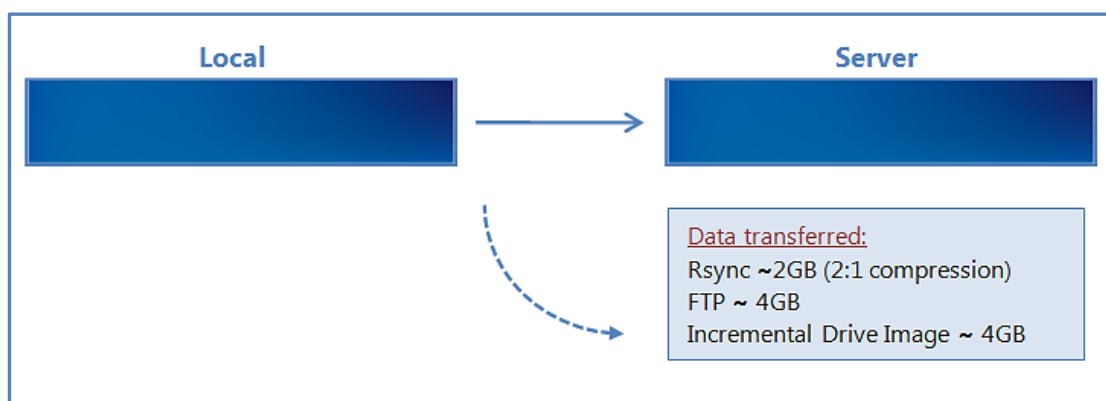 Local
Server
Data transferred:
Rsync ~2GB (2:1 compression)
FTP ~ 4GB
Incremental Drive Image ~ 4GB